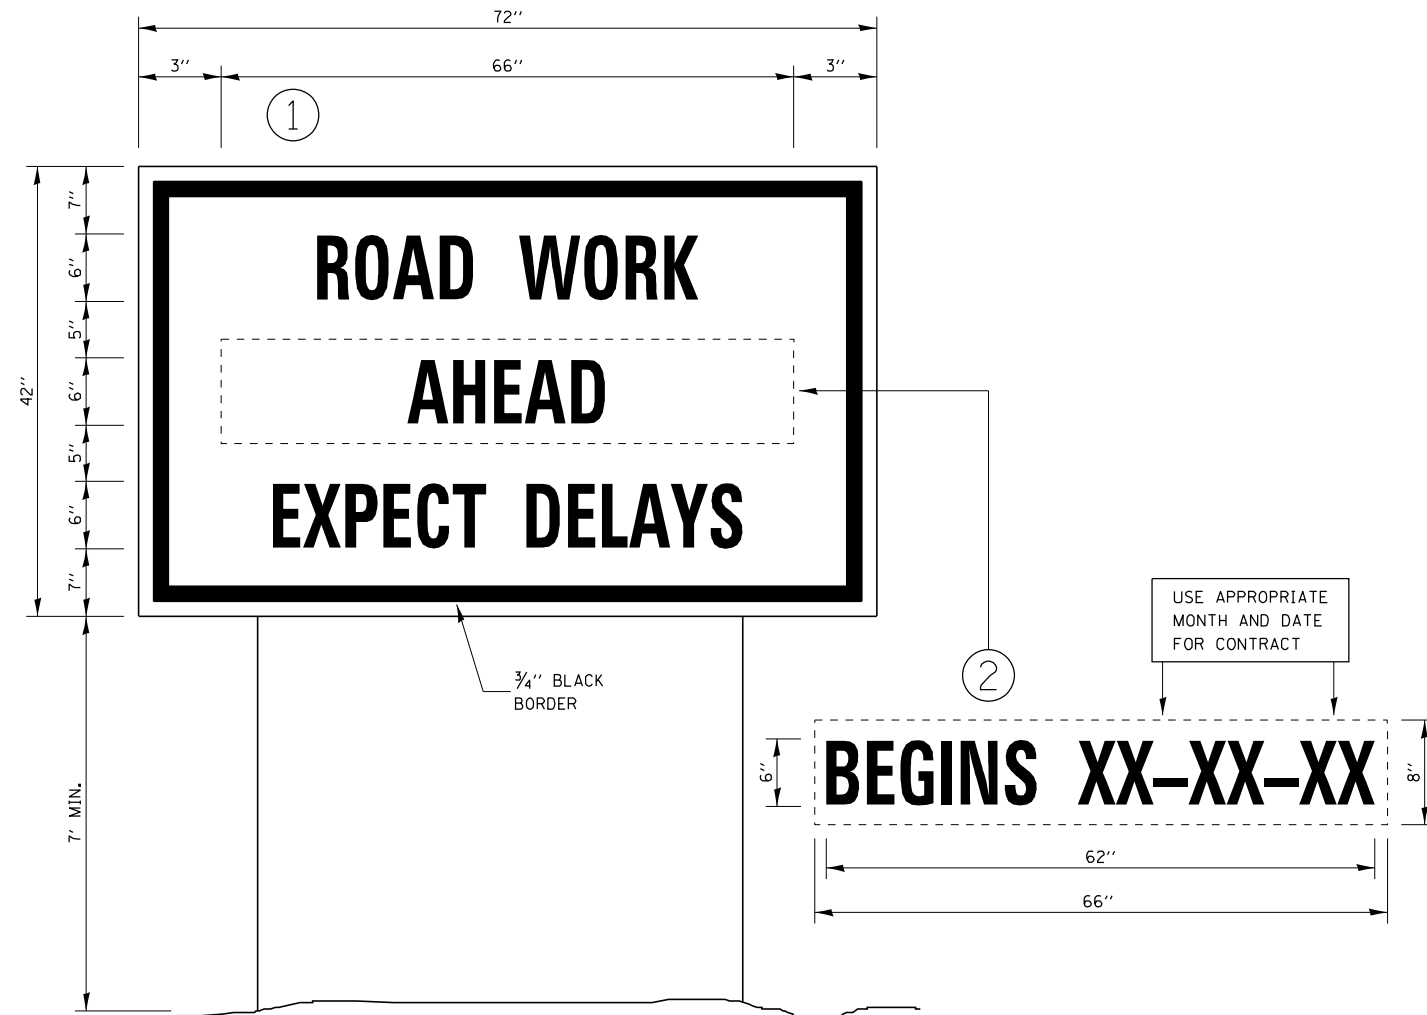 72''
3''
66''
3''
1
7''
6''
5''
6''
5''
6''
7''
42''
7' MIN.
ROAD WORK
AHEAD
EXPECT DELAYS
3/4'' BLACK
BORDER
2
USE APPROPRIATE
MONTH AND DATE
FOR CONTRACT
BEGINS XX-XX-XX
6''
8''
62''
66''